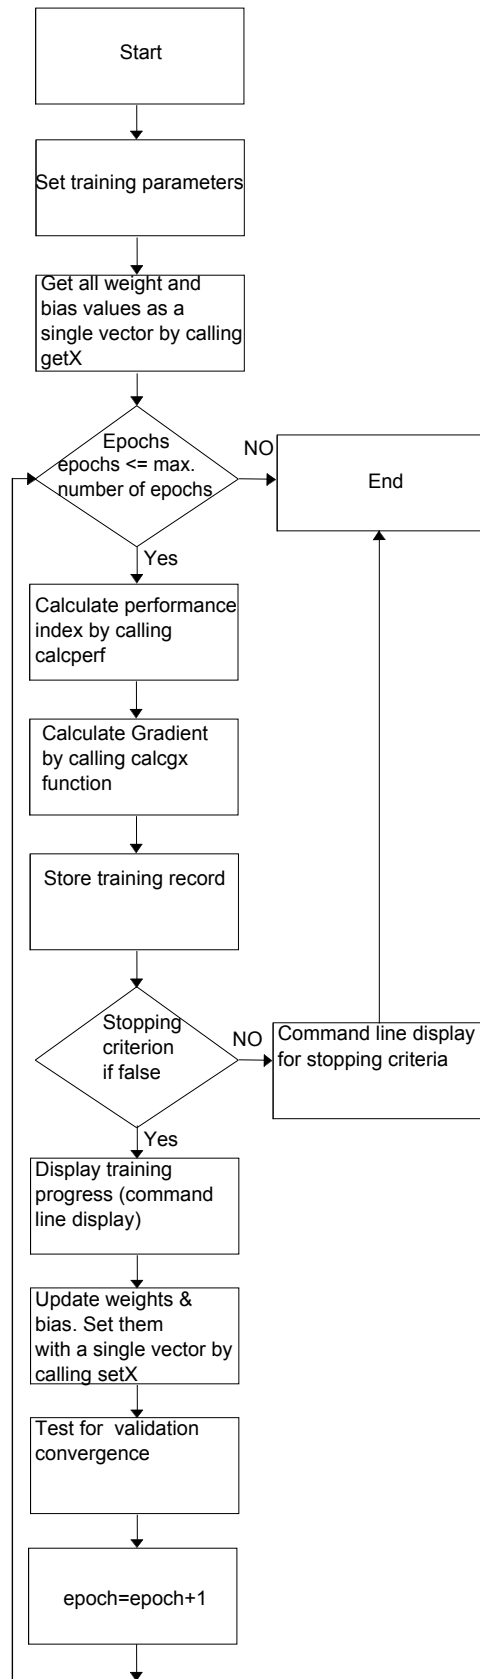 Start
Set training parameters
Get all weight and
bias values as a
single vector by calling
getX
Epochs
epochs <= max.
number of epochs
NO
End
Yes
Calculate performance
index by calling
calcperf
Calculate Gradient
by calling calcgx
function
Store training record
Stopping
criterion
if false
NO
Command line display
for stopping criteria
Yes
Display training
progress (command
line display)
Update weights &
bias. Set them
with a single vector by
calling setX
Test for  validation
convergence
epoch=epoch+1